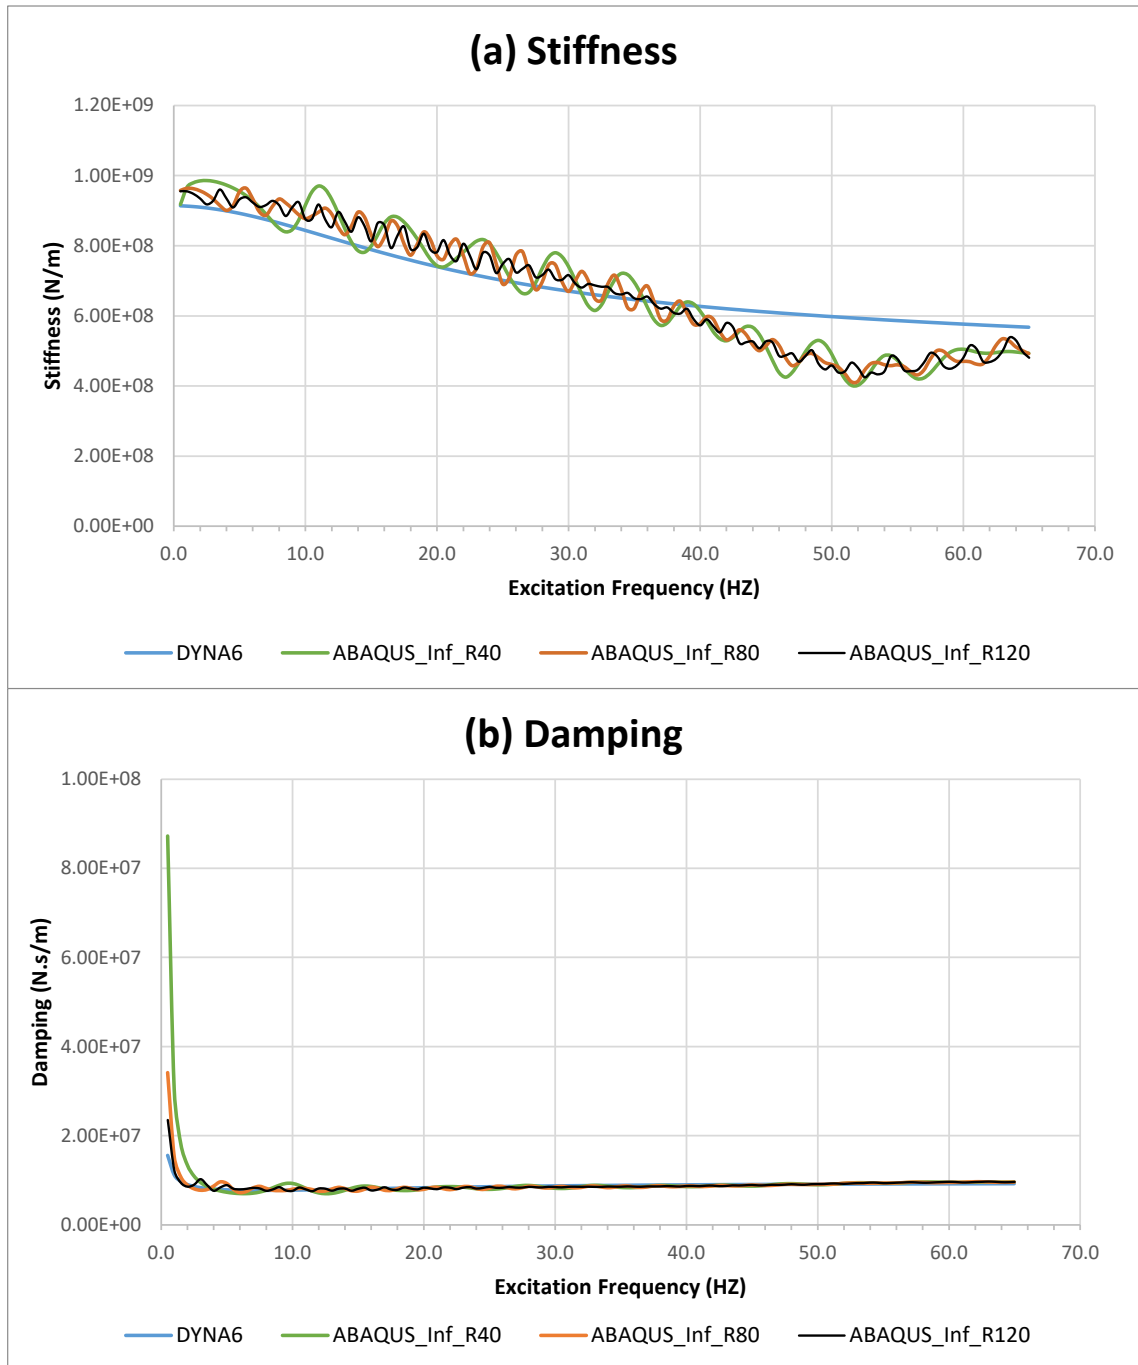 (a) Stiffness
1.20E+09
1.00E+09
8.00E+08
6.00E+08
4.00E+08
2.00E+08
0.00E+00
Stiffness (N/m)
0.0 10.0 20.0 30.0 40.0 50.0 60.0 70.0
Excitation Frequency (HZ)
DYNA6 ABAQUS_Inf_R40 ABAQUS_Inf_R80 ABAQUS_Inf_R120
(b) Damping
1.00E+08
8.00E+07
6.00E+07
4.00E+07
2.00E+07
0.00E+00
Damping (N.s/m)
0.0 10.0 20.0 30.0 40.0 50.0 60.0 70.0
Excitation Frequency (HZ)
DYNA6 ABAQUS_Inf_R40 ABAQUS_Inf_R80 ABAQUS_Inf_R120